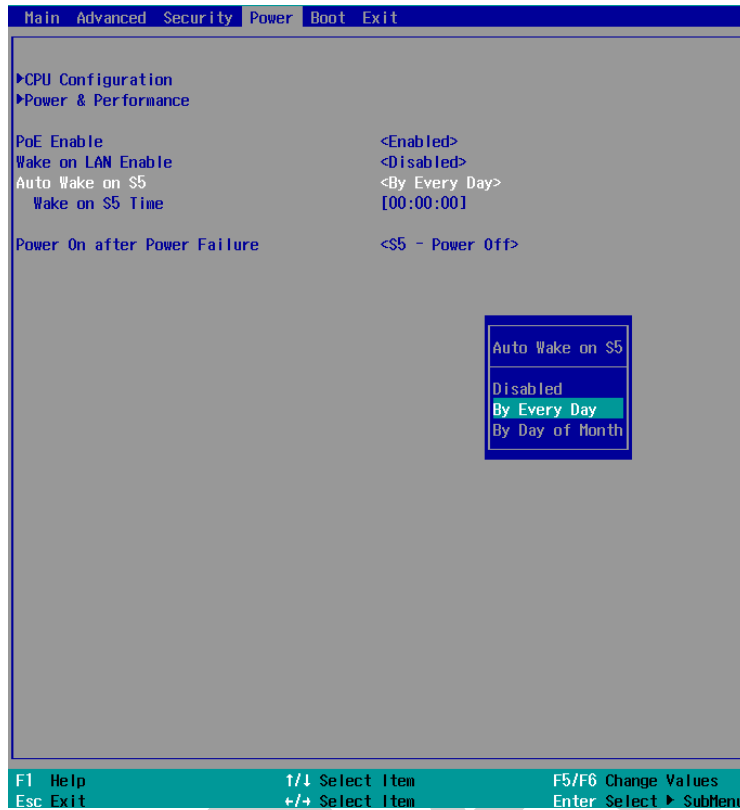 Main Advanced Security Power Boot Exit
▶CPU Configuration
▶Power & Performance
PoE Enable <Enabled>
Wake on LAN Enable <Disabled>
Auto Wake on S5 <By Every Day>
Wake on S5 Time [00:00:00]
Power On after Power Failure <S5 - Power Off>
Auto Wake on S5
Disabled
By Every Day
By Day of Month
F1 Help ↑/↓ Select Item F5/F6 Change Values
Esc Exit ←/→ Select Item Enter Select ▶ SubMenu